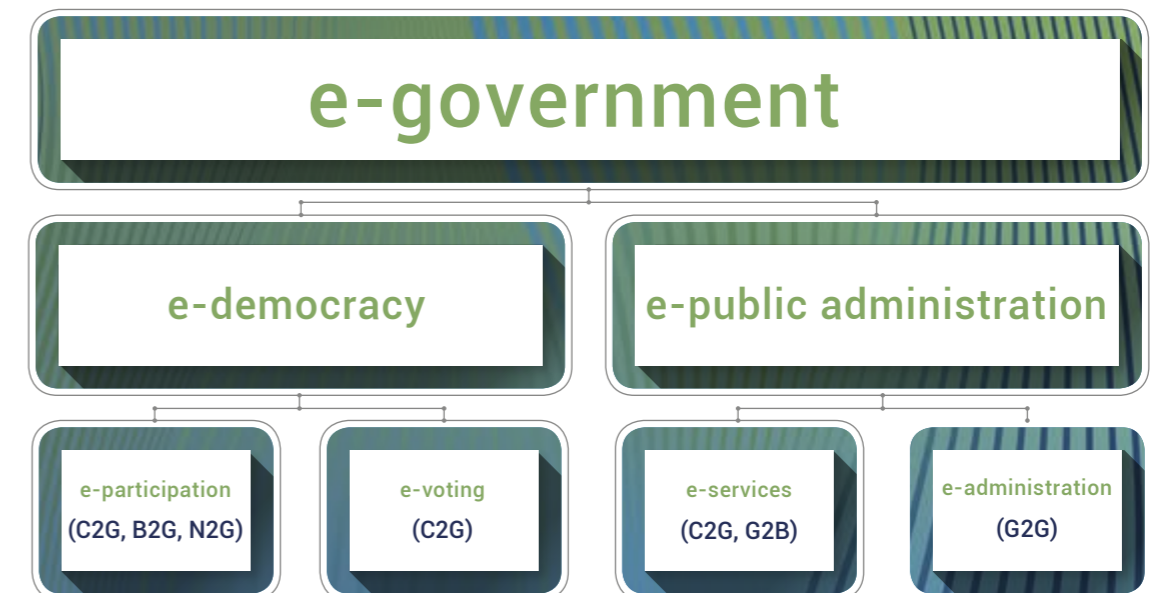 e-government
e-democracy
e-public administration
e-participation
(C2G, B2G, N2G)
e-voting
(C2G)
e-services
(C2G, G2B)
e-administration
(G2G)